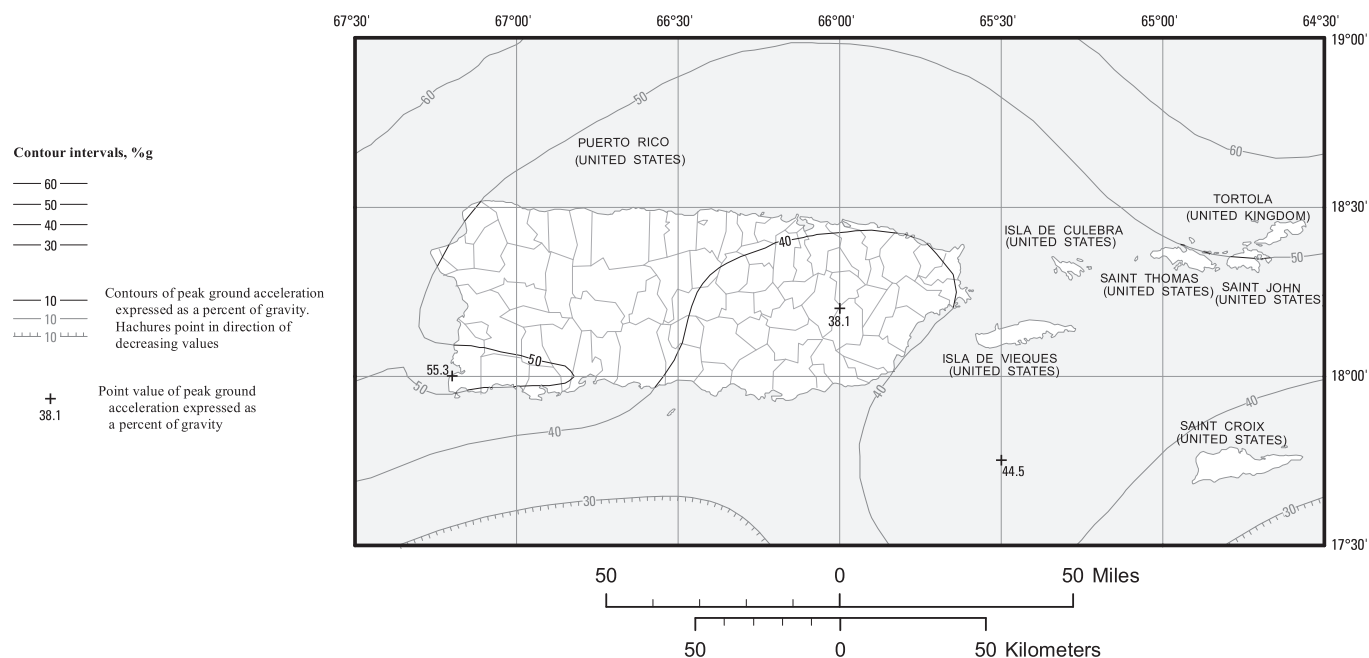 67°30'
67°00'
66°30'
66°00'
65°30'
65°00'
64°30'
19°00'
60
50
PUERTO RICO
(UNITED STATES)
60
Contour intervals, %g
60
50
40
30
10
10
10
Contours of peak ground acceleration
expressed as a percent of gravity.
Hachures point in direction of
decreasing values
38.1
Point value of peak ground
acceleration expressed as
a percent of gravity
18°30'
TORTOLA
(UNITED KINGDOM)
ISLA DE CULEBRA
(UNITED STATES)
40
50
SAINT THOMAS
(UNITED STATES)
SAINT JOHN
(UNITED STATES
38.1
50
55.3
50
ISLA DE VIEQUES
(UNITED STATES)
18°00'
40
40
40
SAINT CROIX
(UNITED STATES)
44.5
30
30
17°30'
50
0
50 Miles
50
0
50 Kilometers